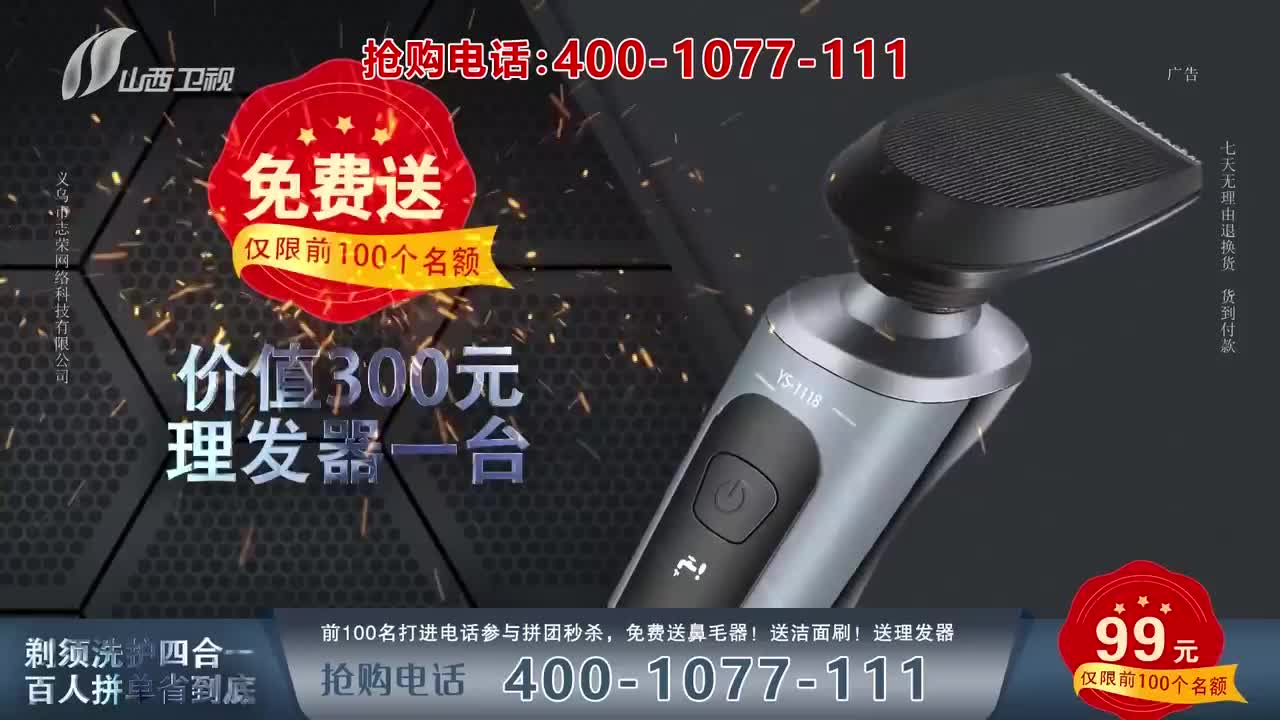 山西卫视
抢购电话:400-1077-111
广告
免费送
仅限前100个名额
义乌市志荣网络科技有限公司
七天无理由退换货 货到付款
价值300元
理发器一台
YS-1118
剃须洗护四合一
百人拼单省到底
前100名打进电话参与拼团秒杀，免费送鼻毛器！送洁面刷！送理发器
抢购电话 400-1077-111
99元
仅限前100个名额